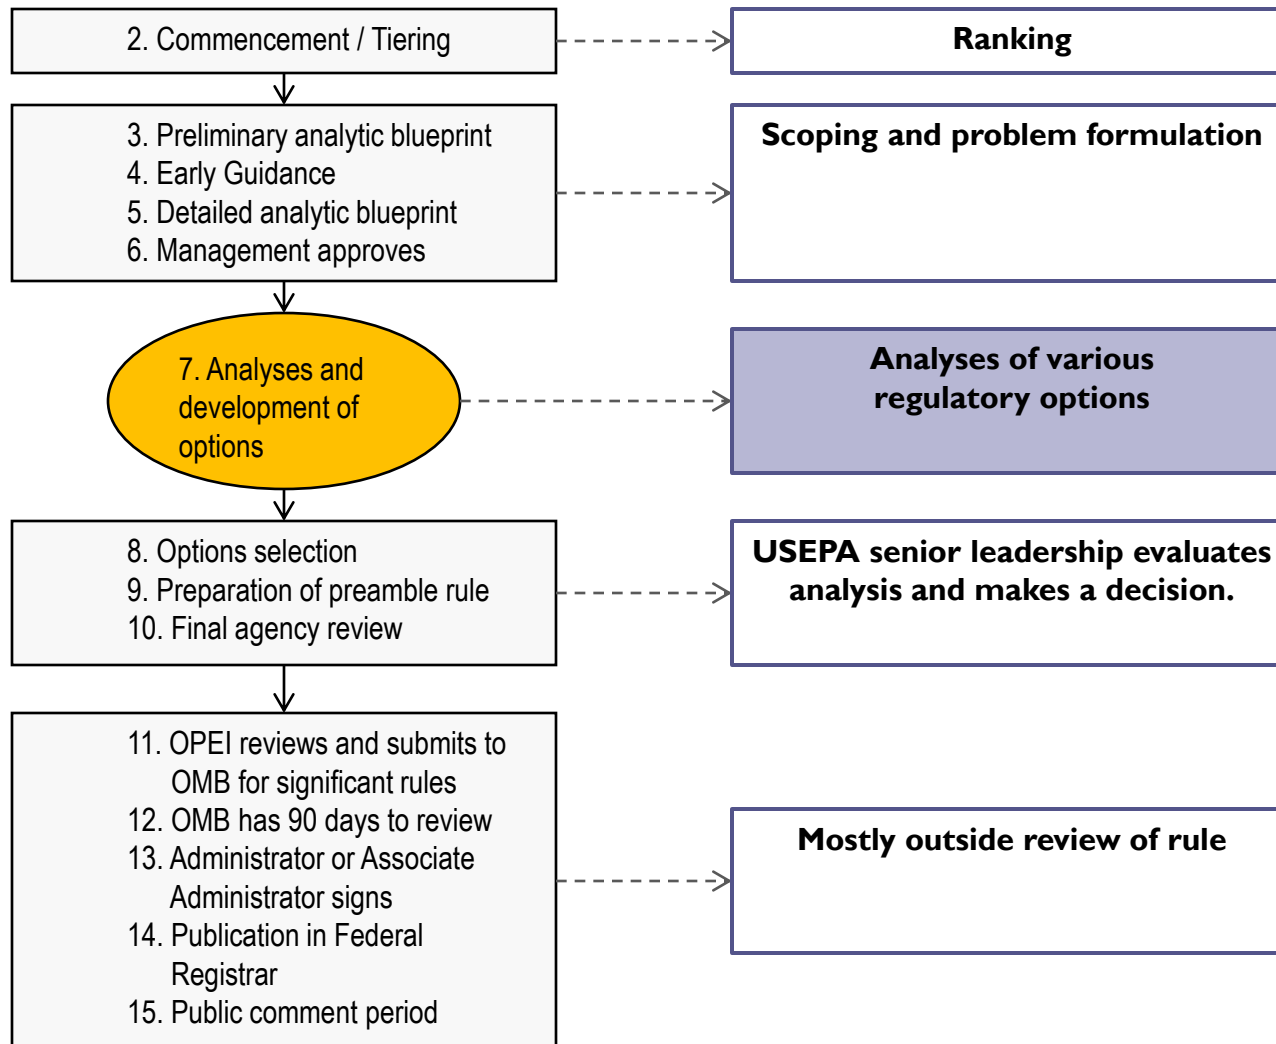 2. Commencement / Tiering
Ranking
3. Preliminary analytic blueprint
4. Early Guidance
5. Detailed analytic blueprint
6. Management approves
Scoping and problem formulation
7. Analyses and
development of
options
Analyses of various
regulatory options
8. Options selection
9. Preparation of preamble rule
10. Final agency review
USEPA senior leadership evaluates
analysis and makes a decision.
11. OPEI reviews and submits to
OMB for significant rules
12. OMB has 90 days to review
13. Administrator or Associate
Administrator signs
14. Publication in Federal
Registrar
15. Public comment period
Mostly outside review of rule